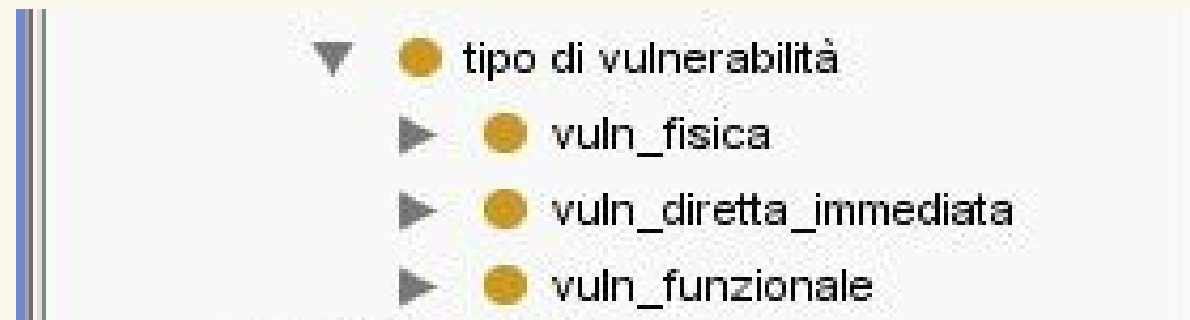 tipo di vulnerabilità
vuln_fisica
vuln_diretta_immediata
vuln_funzionale